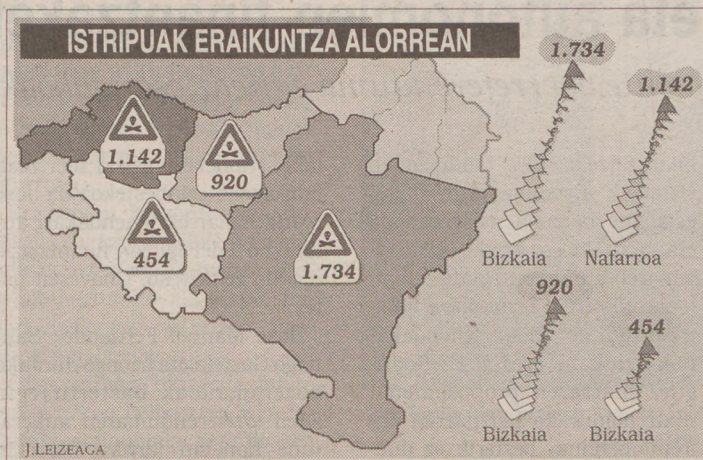 ISTRIPUAK ERAIKUNTZA ALORREAN
1.142
920
454
1.734
1.734
Bizkaia
1.142
Nafarroa
920
Bizkaia
454
Bizkaia
J.LEIZEAGA